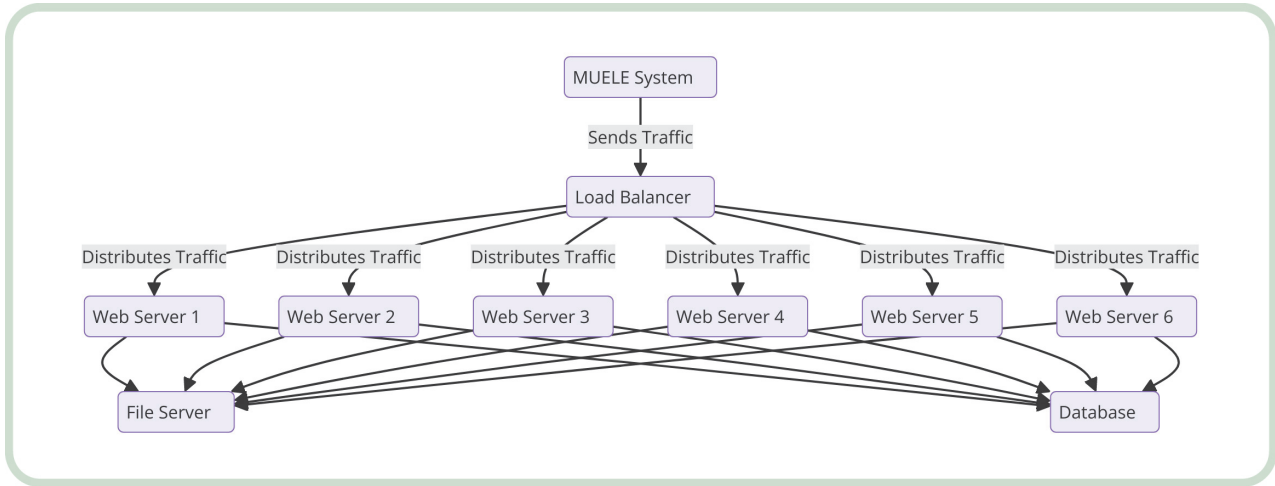 MUELE System
Sends Traffic
Load Balancer
Distributes Traffic
Distributes Traffic
Distributes Traffic
Distributes Traffic
Distributes Traffic
Distributes Traffic
Web Server 1
Web Server 2
Web Server 3
Web Server 4
Web Server 5
Web Server 6
File Server
Database